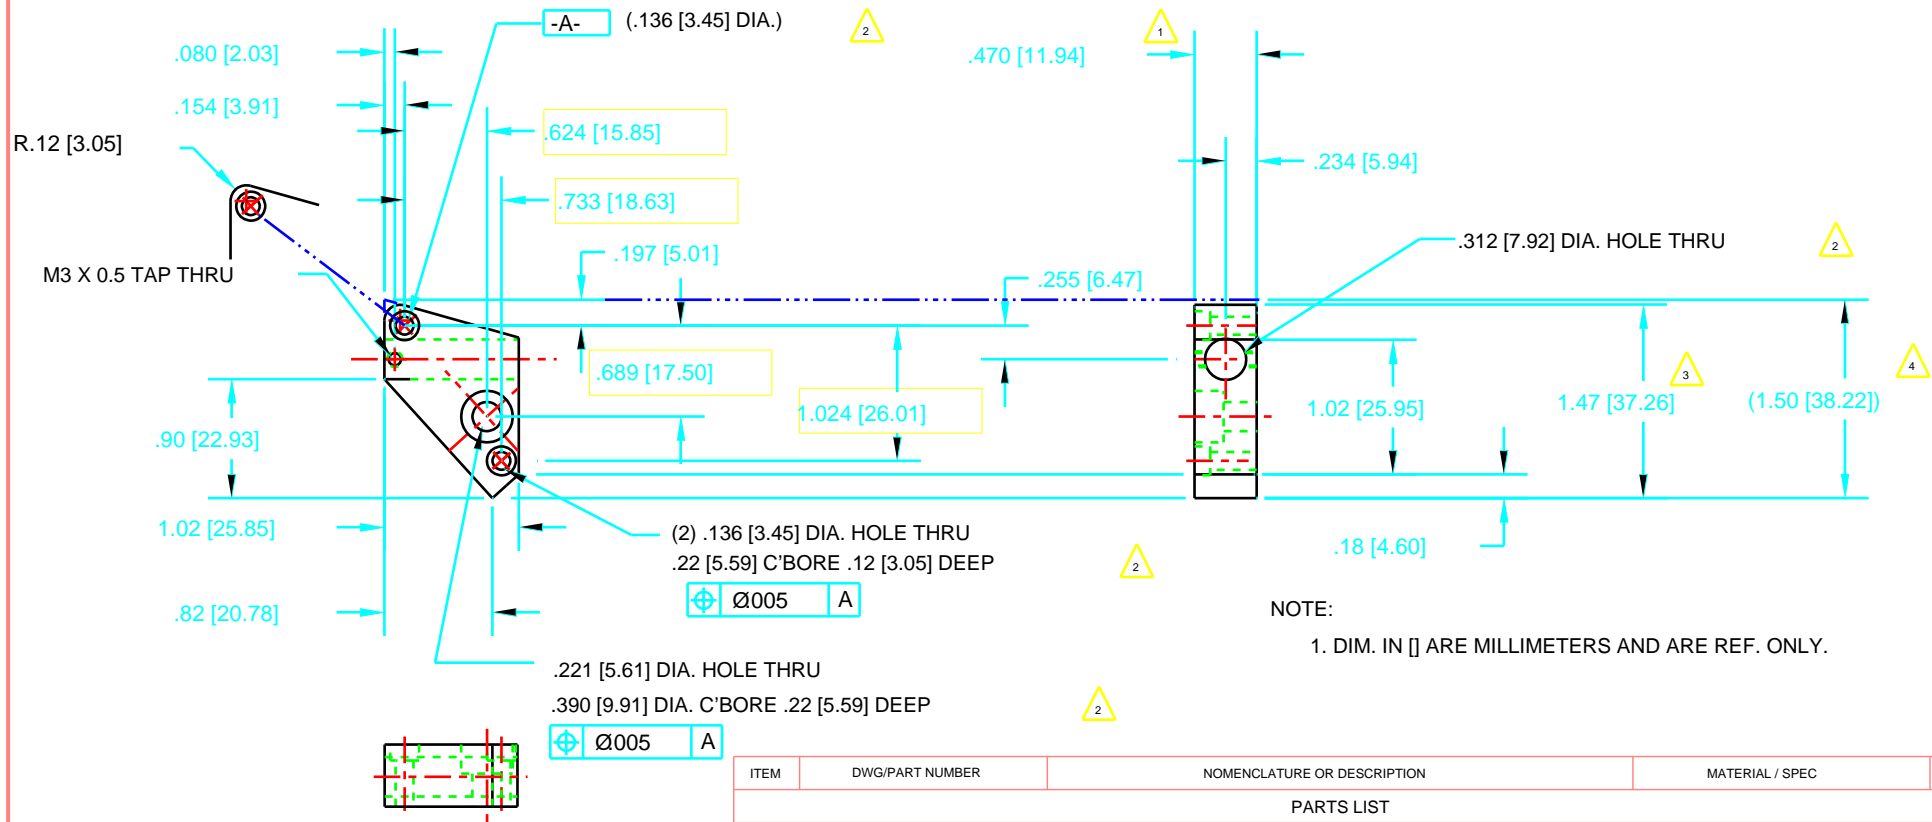 -A- (.136 [3.45] DIA.)
2
1
.080 [2.03]
.470 [11.94]
.154 [3.91]
.624 [15.85]
R.12 [3.05]
.234 [5.94]
.733 [18.63]
.312 [7.92] DIA. HOLE THRU
2
.197 [5.01]
M3 X 0.5 TAP THRU
.255 [6.47]
.689 [17.50]
3
4
1.024 [26.01]
1.02 [25.95]
1.47 [37.26]
(1.50 [38.22])
.90 [22.93]
1.02 [25.85]
(2) .136 [3.45] DIA. HOLE THRU
.22 [5.59] C'BORE .12 [3.05] DEEP
2
.18 [4.60]
Ø005 A
.82 [20.78]
NOTE:
1. DIM. IN [] ARE MILLIMETERS AND ARE REF. ONLY.
.221 [5.61] DIA. HOLE THRU
.390 [9.91] DIA. C'BORE .22 [5.59] DEEP
2
Ø005 A
ITEM DWG/PART NUMBER NOMENCLATURE OR DESCRIPTION MATERIAL / SPEC
PARTS LIST